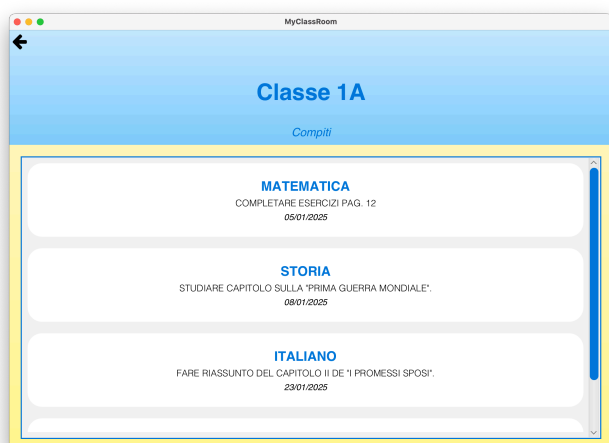 MyClassRoom
Classe 1A
Compiti
MATEMATICA
COMPLETARE ESERCIZI PAG. 12
05/01/2025
STORIA
STUDIARE CAPITOLO SULLA "PRIMA GUERRA MONDIALE".
08/01/2025
ITALIANO
FARE RIASSUNTO DEL CAPITOLO II DE "I PROMESSI SPOSI".
23/01/2025